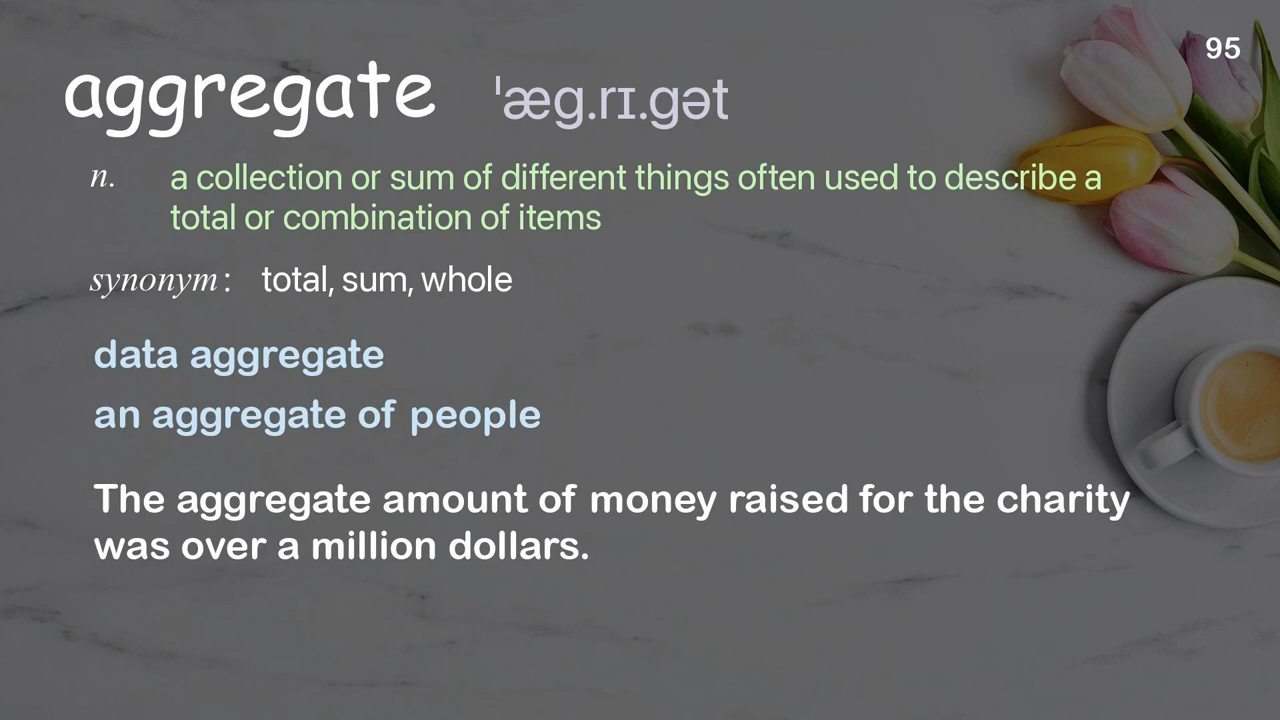 95
aggregate ˈæg.rɪ.gət
n. a collection or sum of different things often used to describe a
total or combination of items
synonym: total, sum, whole
data aggregate
an aggregate of people
The aggregate amount of money raised for the charity
was over a million dollars.